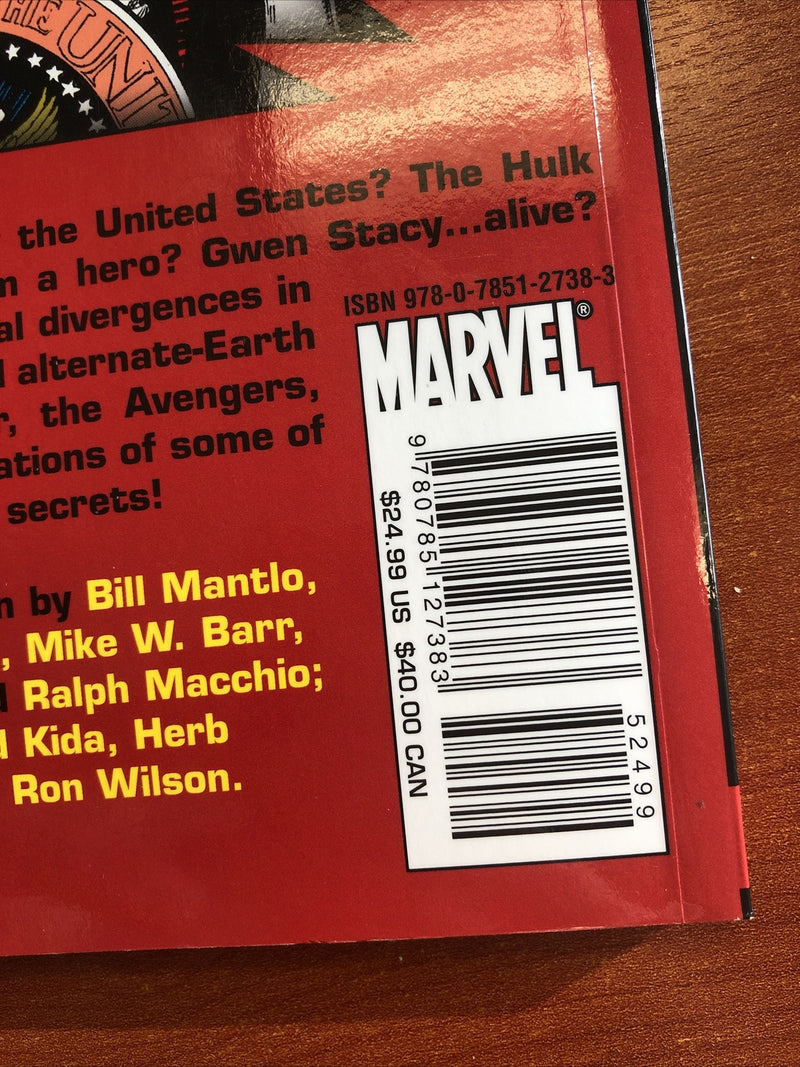 THE UNIT
the United States? The Hulk
a hero? Gwen Stacy...alive?
al divergences in
alternate-Earth
r, the Avengers,
ations of some of
secrets!
n by Bill Mantlo,
, Mike W. Barr,
Ralph Macchio;
d Kida, Herb
Ron Wilson.
ISBN 978-0-7851-2738-3
MARVEL®
9 780785 127383
$24.99 US $40.00 CAN
52499